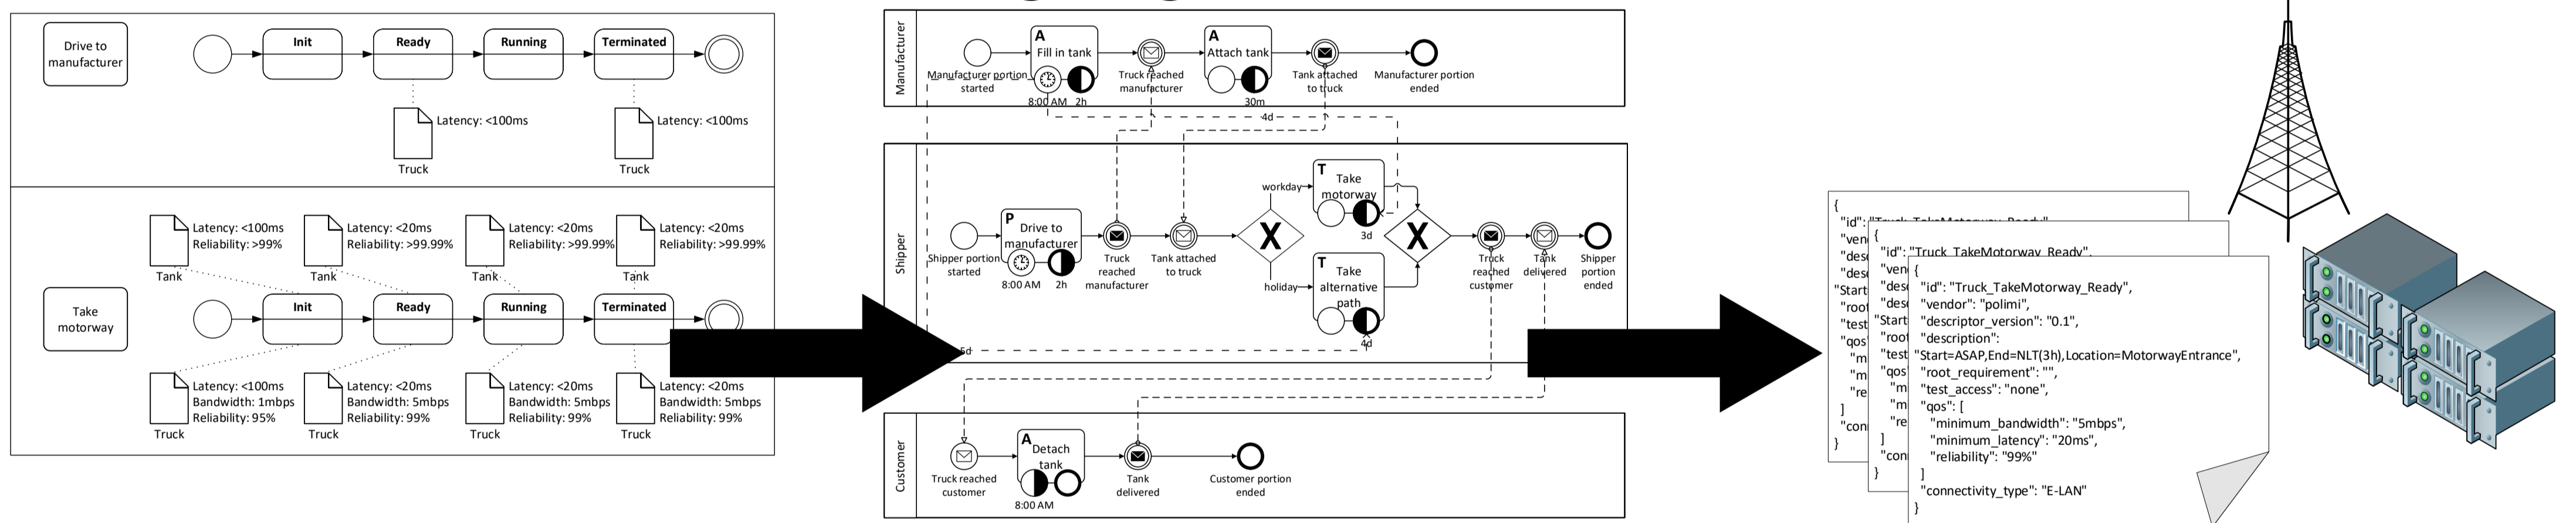 Drive to
manufacturer
Init
Ready
Running
Terminated
Latency: <100ms
Truck
Latency: <100ms
Truck
Latency: <100ms
Reliability: >99%
Tank
Latency: <20ms
Reliability: >99.99%
Tank
Latency: <20ms
Reliability: >99.99%
Tank
Latency: <20ms
Reliability: >99.99%
Tank
Take
motorway
Init
Ready
Running
Terminated
Latency: <100ms
Bandwidth: 1mbps
Reliability: 95%
Truck
Latency: <20ms
Bandwidth: 5mbps
Reliability: 99%
Truck
Latency: <20ms
Bandwidth: 5mbps
Reliability: 99%
Truck
Latency: <20ms
Bandwidth: 5mbps
Reliability: 99%
Truck
Manufacturer
Manufacturer portion
started
A
Fill in tank
8:00 AM
2h
Truck reached
manufacturer
A
Attach tank
30m
Tank attached
to truck
Manufacturer portion
ended
4d
Shipper
Shipper portion
started
P
Drive to
manufacturer
8:00 AM
2h
Truck
reached
manufacturer
Tank attached
to truck
X
workday
holiday
T
Take
motorway
3d
T
Take
alternative
path
4d
X
Truck
reached
customer
Tank
delivered
Shipper
portion
ended
5d
Customer
Truck reached
customer
A
Detach
tank
8:00 AM
Tank
delivered
Customer portion
ended
{
"id": "Truck_TakeMotorway_Ready"
"Start
]
}
{
"id": "Truck_TakeMotorway_Ready",
"Start
]
}
{
"id": "Truck_TakeMotorway_Ready",
"vendor": "polimi",
"descriptor_version": "0.1",
"description":
"Start=ASAP,End=NLT(3h),Location=MotorwayEntrance",
"root_requirement": "",
"test_access": "none",
"qos": [
"minimum_bandwidth": "5mbps",
"minimum_latency": "20ms",
"reliability": "99%"
]
"connectivity_type": "E-LAN"
}